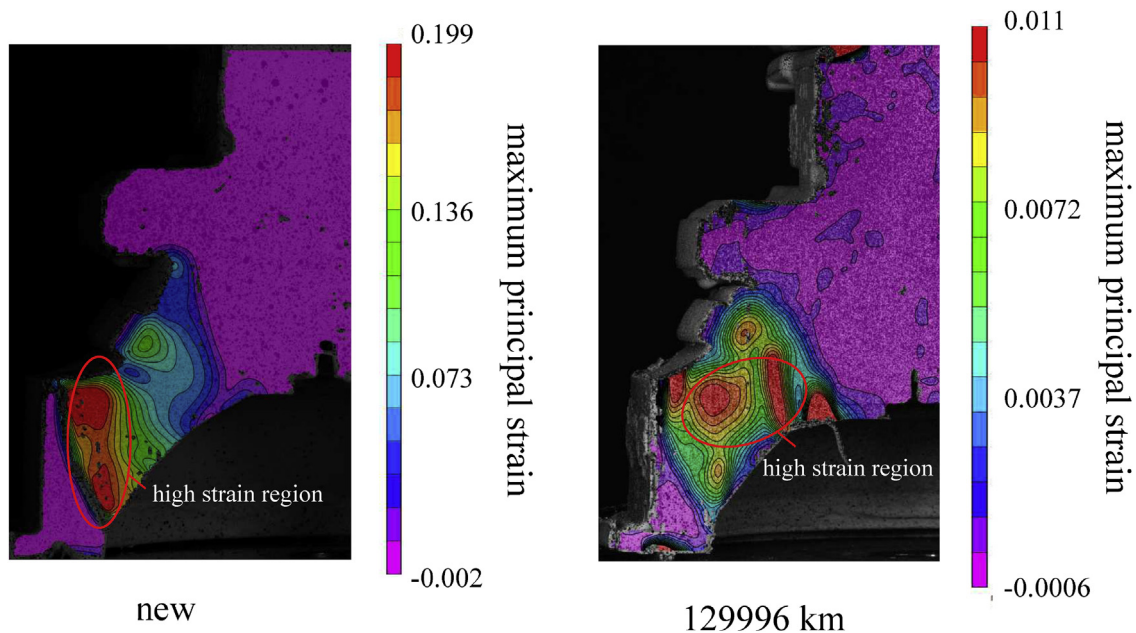 0.199
0.136
0.073
-0.002
maximum principal strain
high strain region
new
0.011
0.0072
0.0037
-0.0006
maximum principal strain
high strain region
129996 km